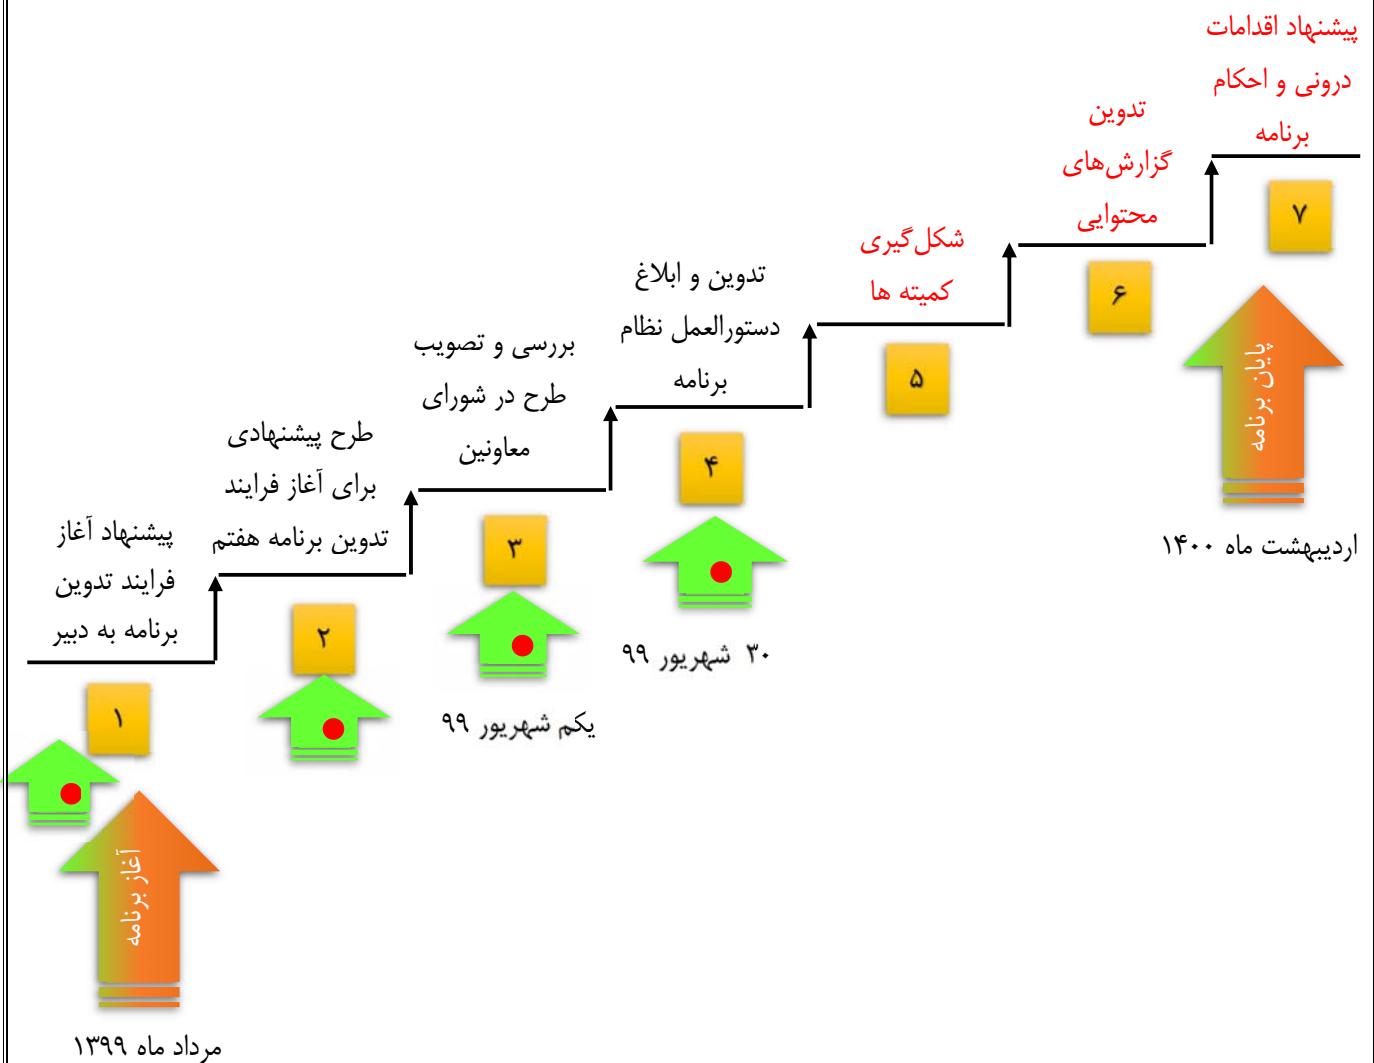 پیشنهاد آغاز
فرایند تدوین
برنامه به دبیر
۱
آغاز برنامه
مرداد ماه ۱۳۹۹
طرح پیشنهادی
برای آغاز فرایند
تدوین برنامه هفتم
۲
بررسی و تصویب
طرح در شورای
معاونین
۳
یکم شهریور ۹۹
تدوین و ابلاغ
دستورالعمل نظام
برنامه
۴
۳۰ شهریور ۹۹
شکل‌گیری
کمیته ها
۵
تدوین
گزارش‌های
محتوایی
۶
پیشنهاد اقدامات
درونی و احکام
برنامه
۷
پایان برنامه
اردیبهشت ماه ۱۴۰۰